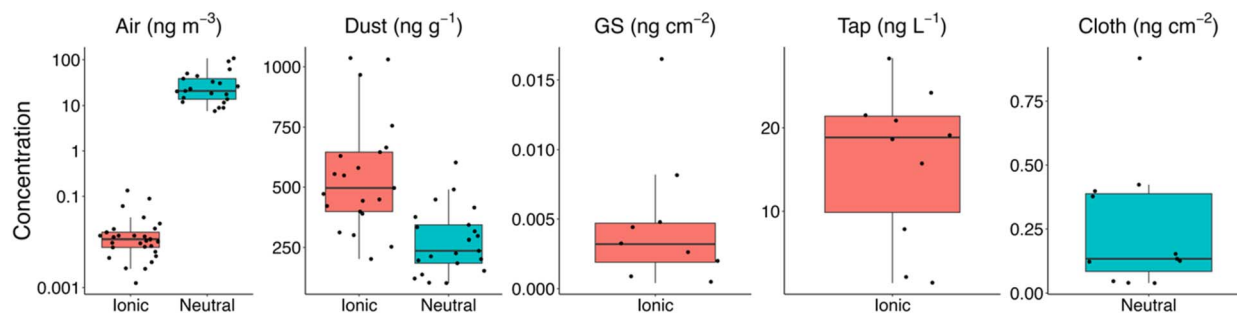 Air (ng m⁻³)
Dust (ng g⁻¹)
GS (ng cm⁻²)
Tap (ng L⁻¹)
Cloth (ng cm⁻²)
Concentration
100
10
1
0.1
0.001
Ionic
Neutral
1000
750
500
250
Ionic
Neutral
0.015
0.010
0.005
0.000
Ionic
20
10
Ionic
0.75
0.50
0.25
0.00
Neutral